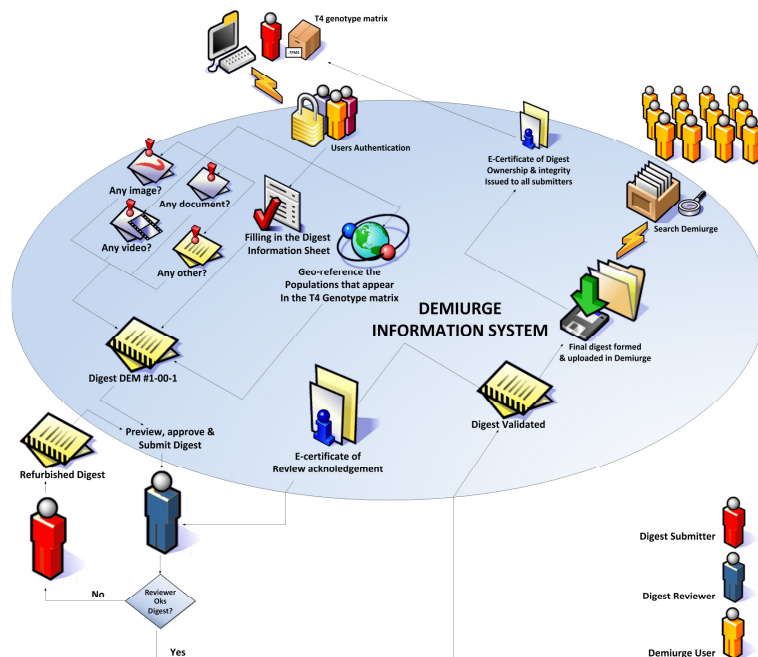 T4 genotype matrix
.TFM4
Users Authentication
E-Certificate of Digest
Ownership & integrity
Issued to all submitters
Any image?
Any document?
Any video?
Any other?
Filling in the Digest
Information Sheet
Geo-reference the
Populations that appear
In the T4 Genotype matrix
Search Demiurge
DEMIURGE
INFORMATION SYSTEM
Final digest formed
& uploaded in Demiurge
Digest DEM #1-00-1
Digest Validated
Preview, approve &
Submit Digest
E-certificate of
Review acknoledgement
Refurbished Digest
Reviewer
Oks
Digest?
No
Yes
Digest Submitter
Digest Reviewer
Demiurge User